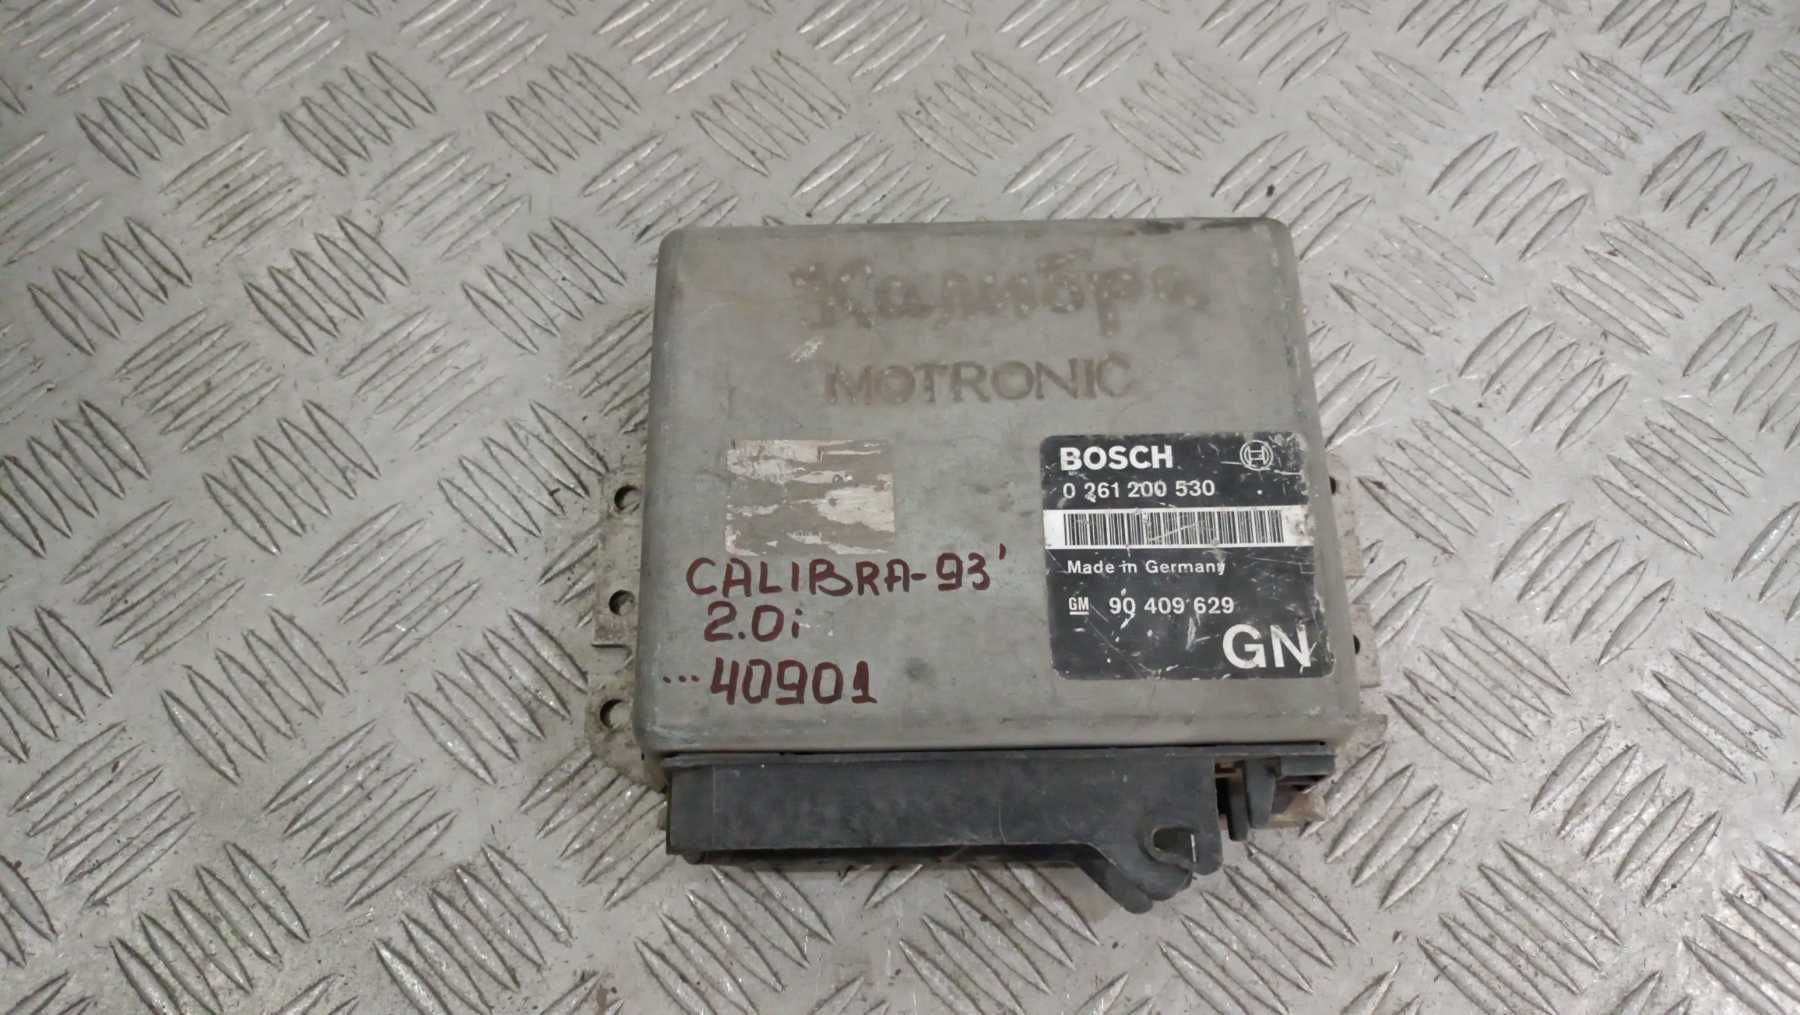 Калибра
MOTRONIC
BOSCH
0 261 200 530
Made in Germany
GM 90 409 629
GN
CALIBRA-93'
2.0i
...40901